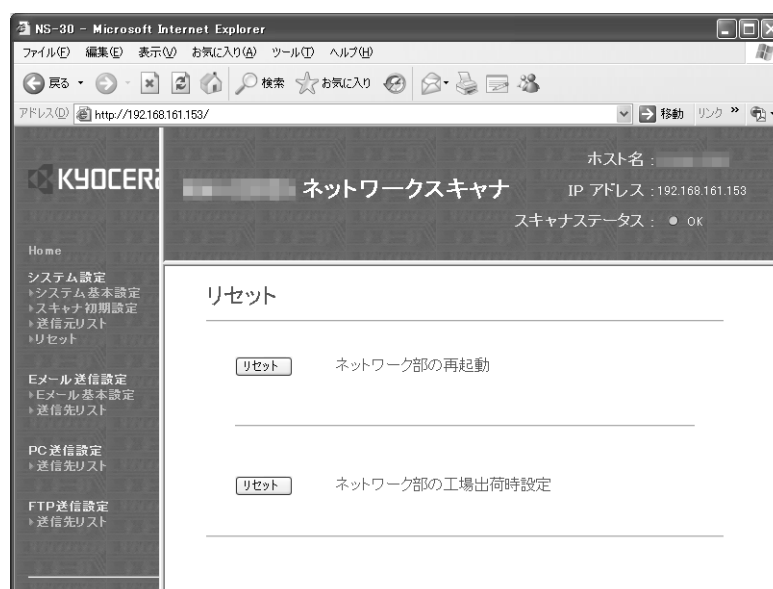 NS-30 - Microsoft Internet Explorer
ファイル(F) 編集(E) 表示(V) お気に入り(A) ツール(T) ヘルプ(H)
戻る 検索 お気に入り
アドレス(D) http://192.168.161.153/ 移動 リンク »
KYOCERa
ネットワークスキャナ
ホスト名 :
IP アドレス : 192.168.161.153
スキャナステータス : OK
Home
システム設定
システム基本設定
スキャナ初期設定
送信元リスト
リセット
Eメール送信設定
Eメール基本設定
送信先リスト
PC送信設定
送信先リスト
FTP送信設定
送信先リスト
リセット
リセット ネットワーク部の再起動
リセット ネットワーク部の工場出荷時設定